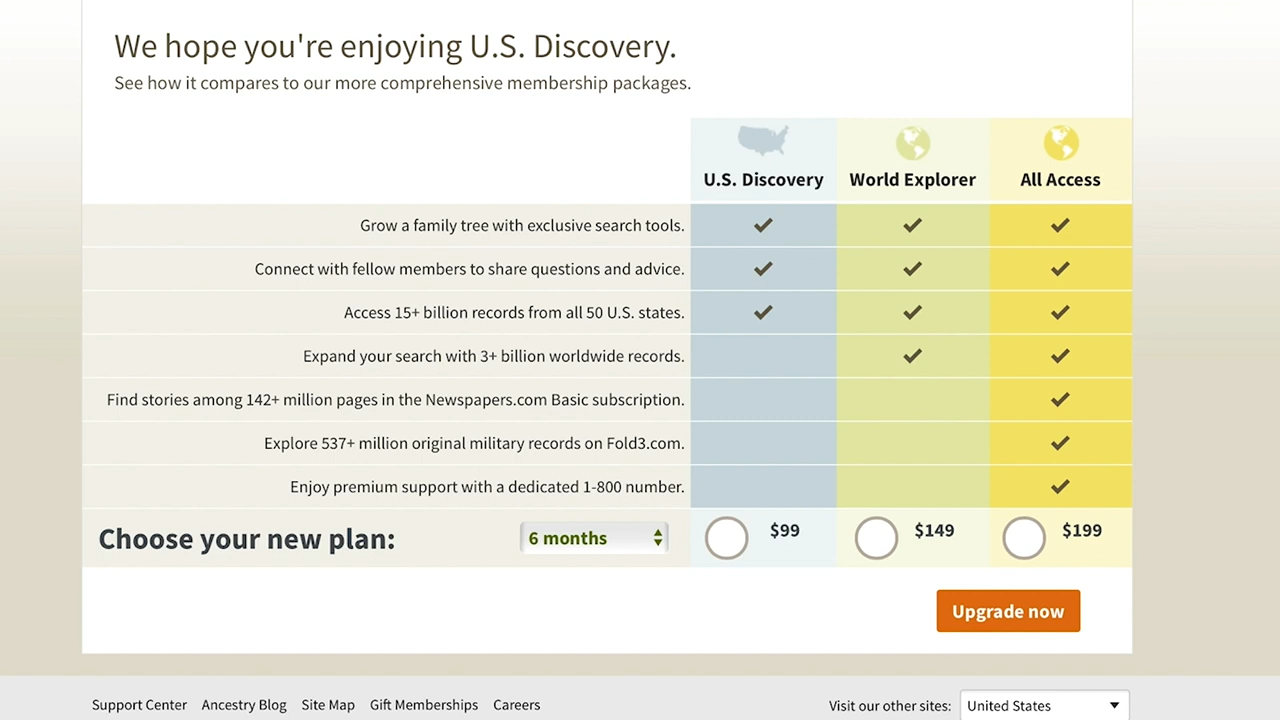 We hope you're enjoying U.S. Discovery.
See how it compares to our more comprehensive membership packages.
U.S. Discovery World Explorer All Access
Grow a family tree with exclusive search tools.
Connect with fellow members to share questions and advice.
Access 15+ billion records from all 50 U.S. states.
Expand your search with 3+ billion worldwide records.
Find stories among 142+ million pages in the Newspapers.com Basic subscription.
Explore 537+ million original military records on Fold3.com.
Enjoy premium support with a dedicated 1-800 number.
Choose your new plan: 6 months $99 $149 $199
Upgrade now
Support Center Ancestry Blog Site Map Gift Memberships Careers Visit our other sites: United States